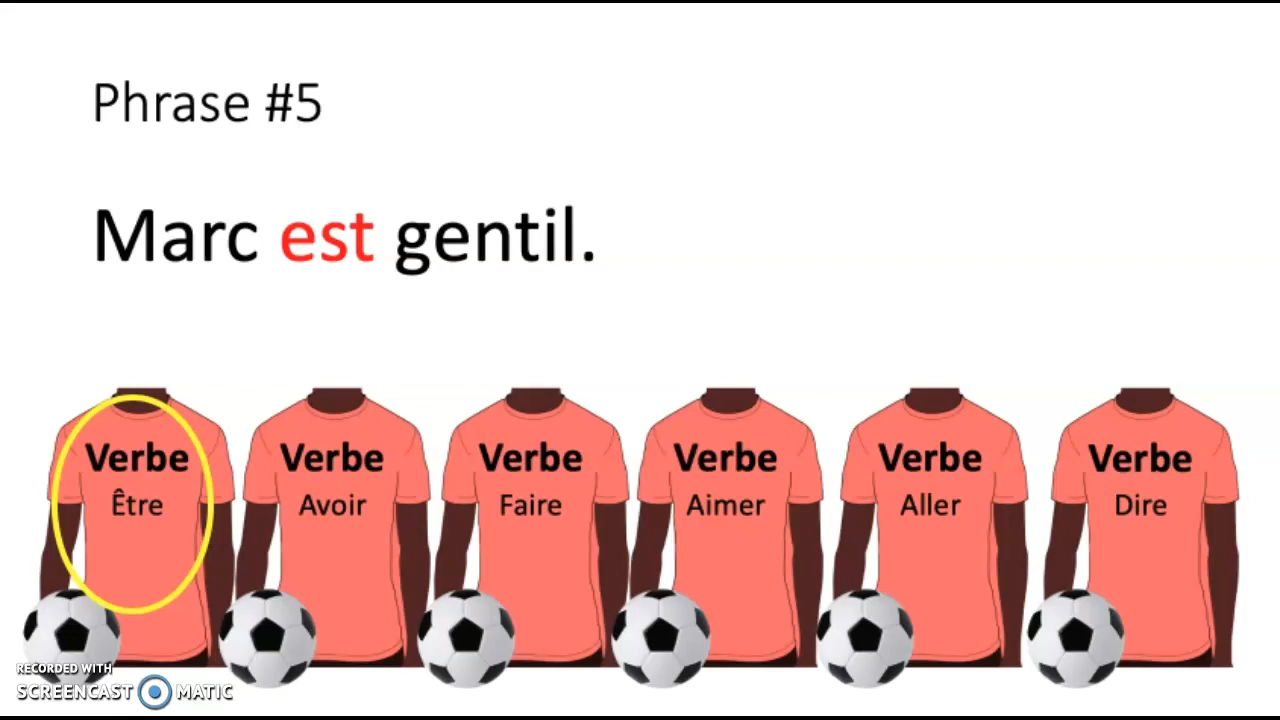 Phrase #5
Marc est gentil.
Verbe Verbe Verbe Verbe Verbe Verbe
Être Avoir Faire Aimer Aller Dire
RECORDED WITH
SCREENCAST MATIC